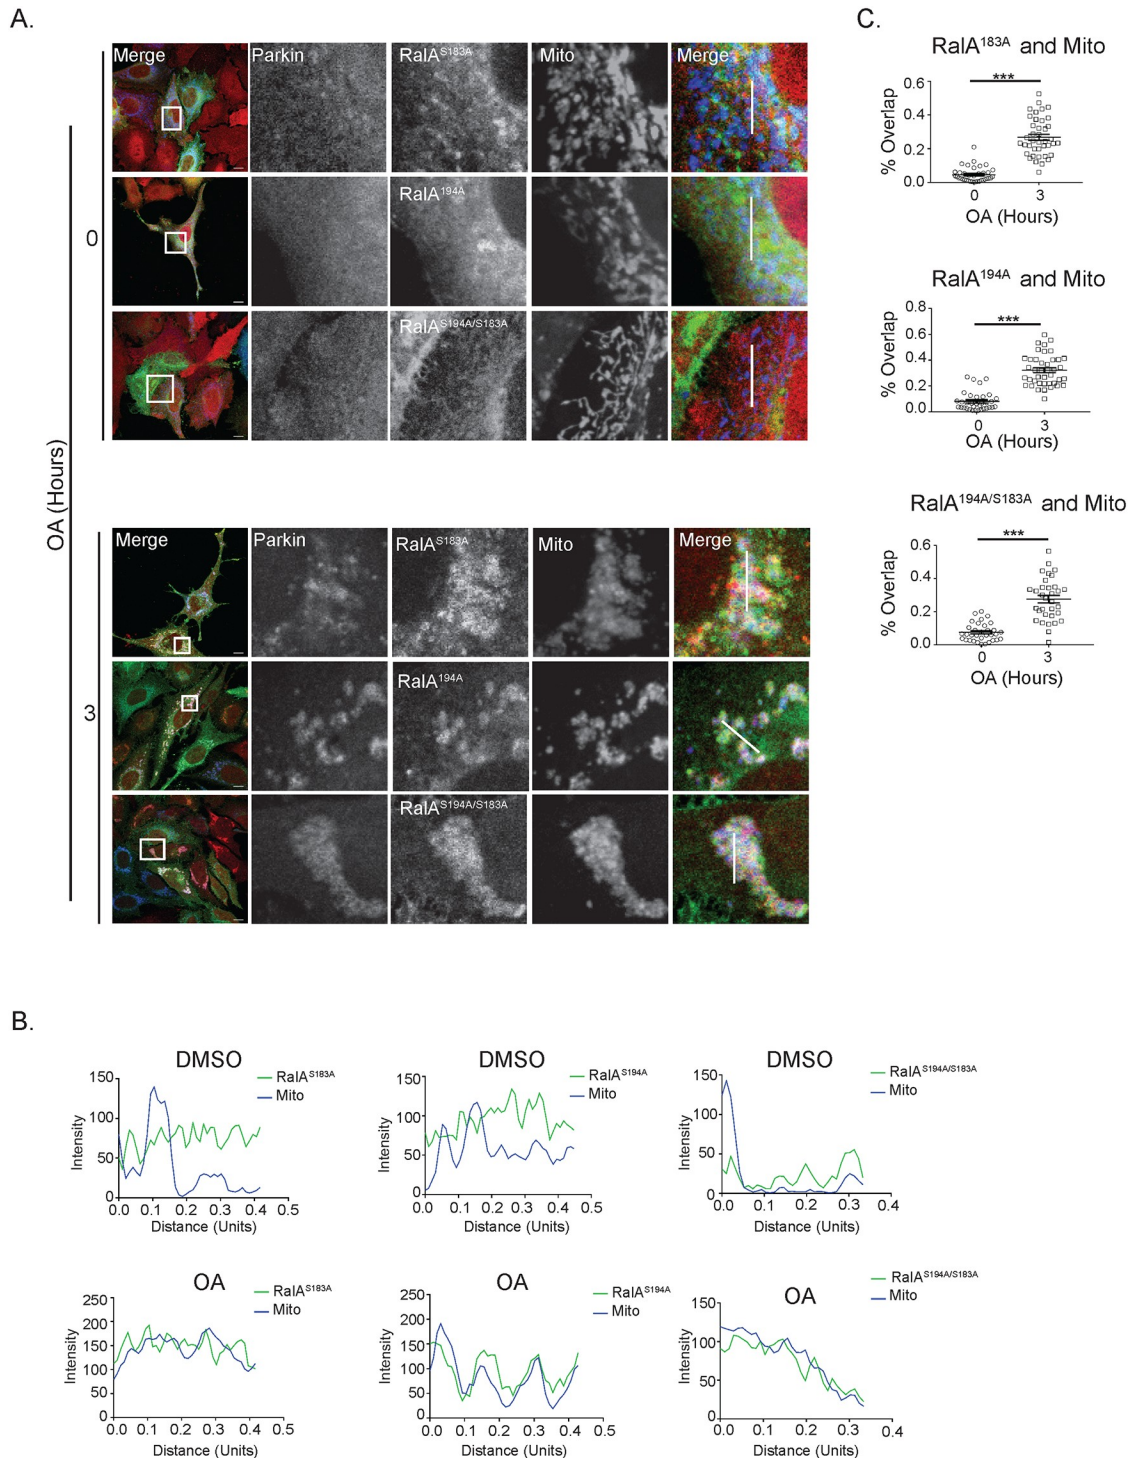 A.
Merge Parkin RalA^S183A Mito Merge
RalA^194A
0
RalA^S194A/S183A
OA (Hours)
Merge Parkin RalA^S183A Mito Merge
RalA^194A
3
RalA^S194A/S183A
C.
RalA^183A and Mito
***
0.6
0.4
0.2
0.0
% Overlap
0 3
OA (Hours)
RalA^194A and Mito
***
0.8
0.6
0.4
0.2
0.0
% Overlap
0 3
OA (Hours)
RalA^194A/S183A and Mito
***
0.6
0.4
0.2
0.0
% Overlap
0 3
OA (Hours)
B.
DMSO
RalA^S183A
Mito
150
100
50
0
Intensity
0.0 0.1 0.2 0.3 0.4 0.5
Distance (Units)
DMSO
RalA^S194A
Mito
150
100
50
0
Intensity
0.0 0.1 0.2 0.3 0.4 0.5
Distance (Units)
DMSO
RalA^S194A/S183A
Mito
150
100
50
0
Intensity
0.0 0.1 0.2 0.3 0.4
Distance (Units)
OA
RalA^S183A
Mito
250
200
150
100
50
0
Intensity
0.0 0.1 0.2 0.3 0.4 0.5
Distance (Units)
OA
RalA^S194A
Mito
250
200
150
100
50
0
Intensity
0.0 0.1 0.2 0.3 0.4 0.5
Distance (Units)
OA
RalA^S194A/S183A
Mito
150
100
50
0
Intensity
0.0 0.1 0.2 0.3 0.4
Distance (Units)